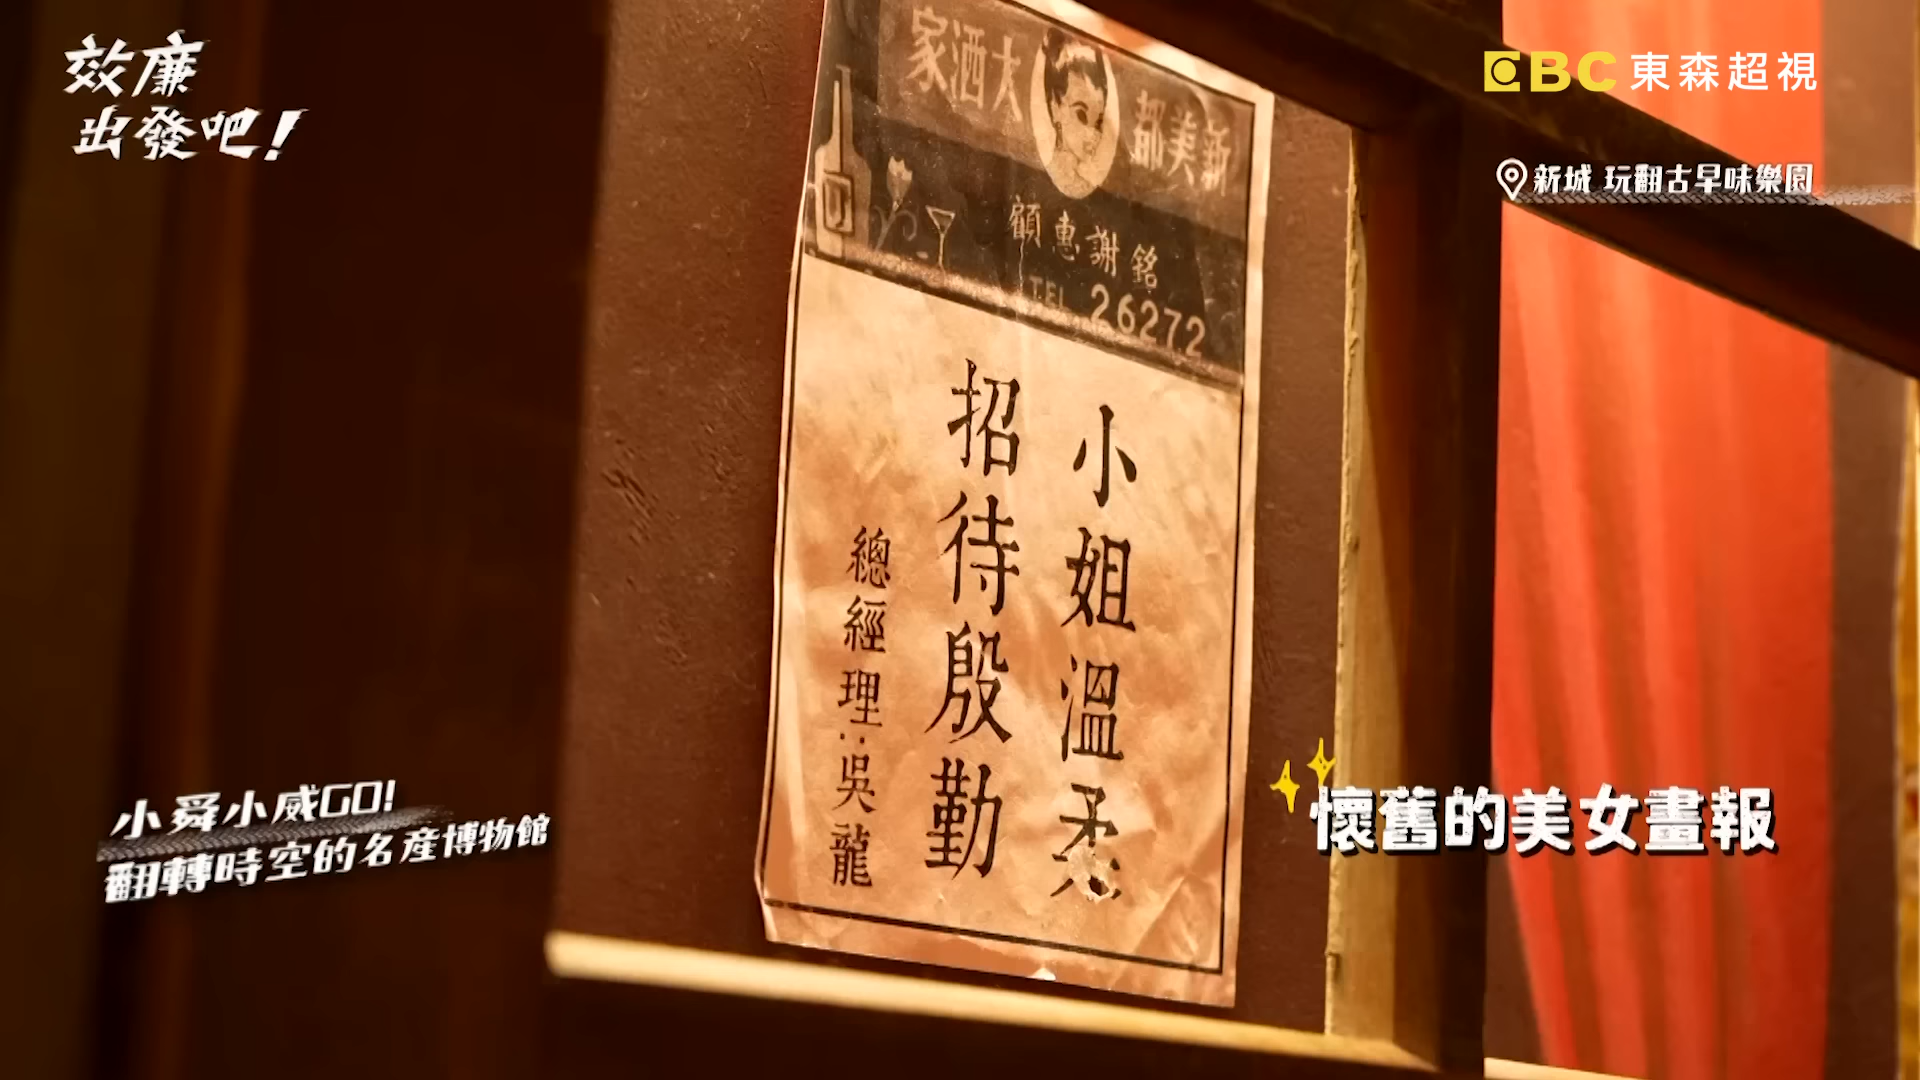 效廉
出發吧！
EBC 東森超視
新城 玩翻古早味樂園
新美都
大酒家
銘謝惠顧
TEL 26272
小姐溫柔
招待殷勤
總經理：吳龍
懷舊的美女畫報
小舜小威GO!
翻轉時空的名產博物館